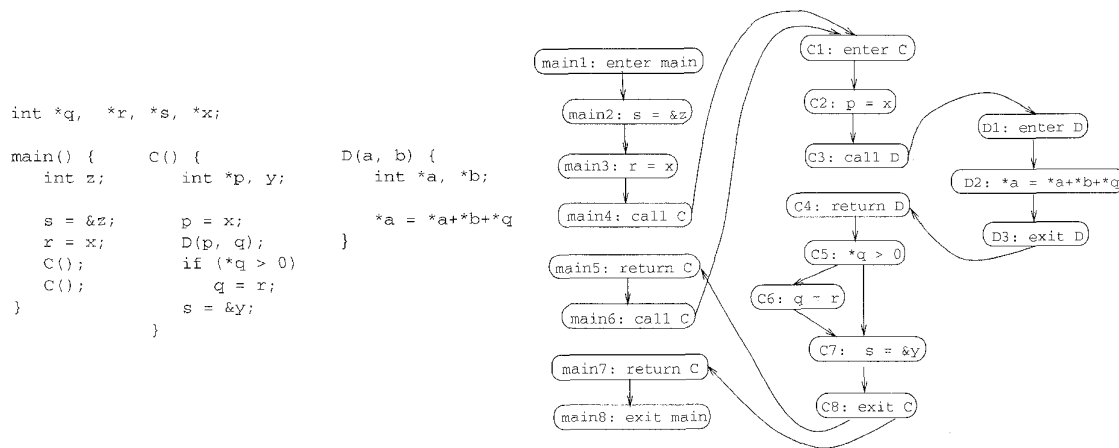 int *q, *r, *s, *x;
main() {
int z;
s = &z;
r = x;
C();
C();
}
C() {
int *p, y;
p = x;
D(p, q);
if (*q > 0)
q = r;
s = &y;
}
D(a, b) {
int *a, *b;
*a = *a+*b+*q
}
main1: enter main
main2: s = &z
main3: r = x
main4: call C
main5: return C
main6: call C
main7: return C
main8: exit main
C1: enter C
C2: p = x
C3: call D
C4: return D
C5: *q > 0
C6: q = r
C7: s = &y
C8: exit C
D1: enter D
D2: *a = *a+*b+*q
D3: exit D